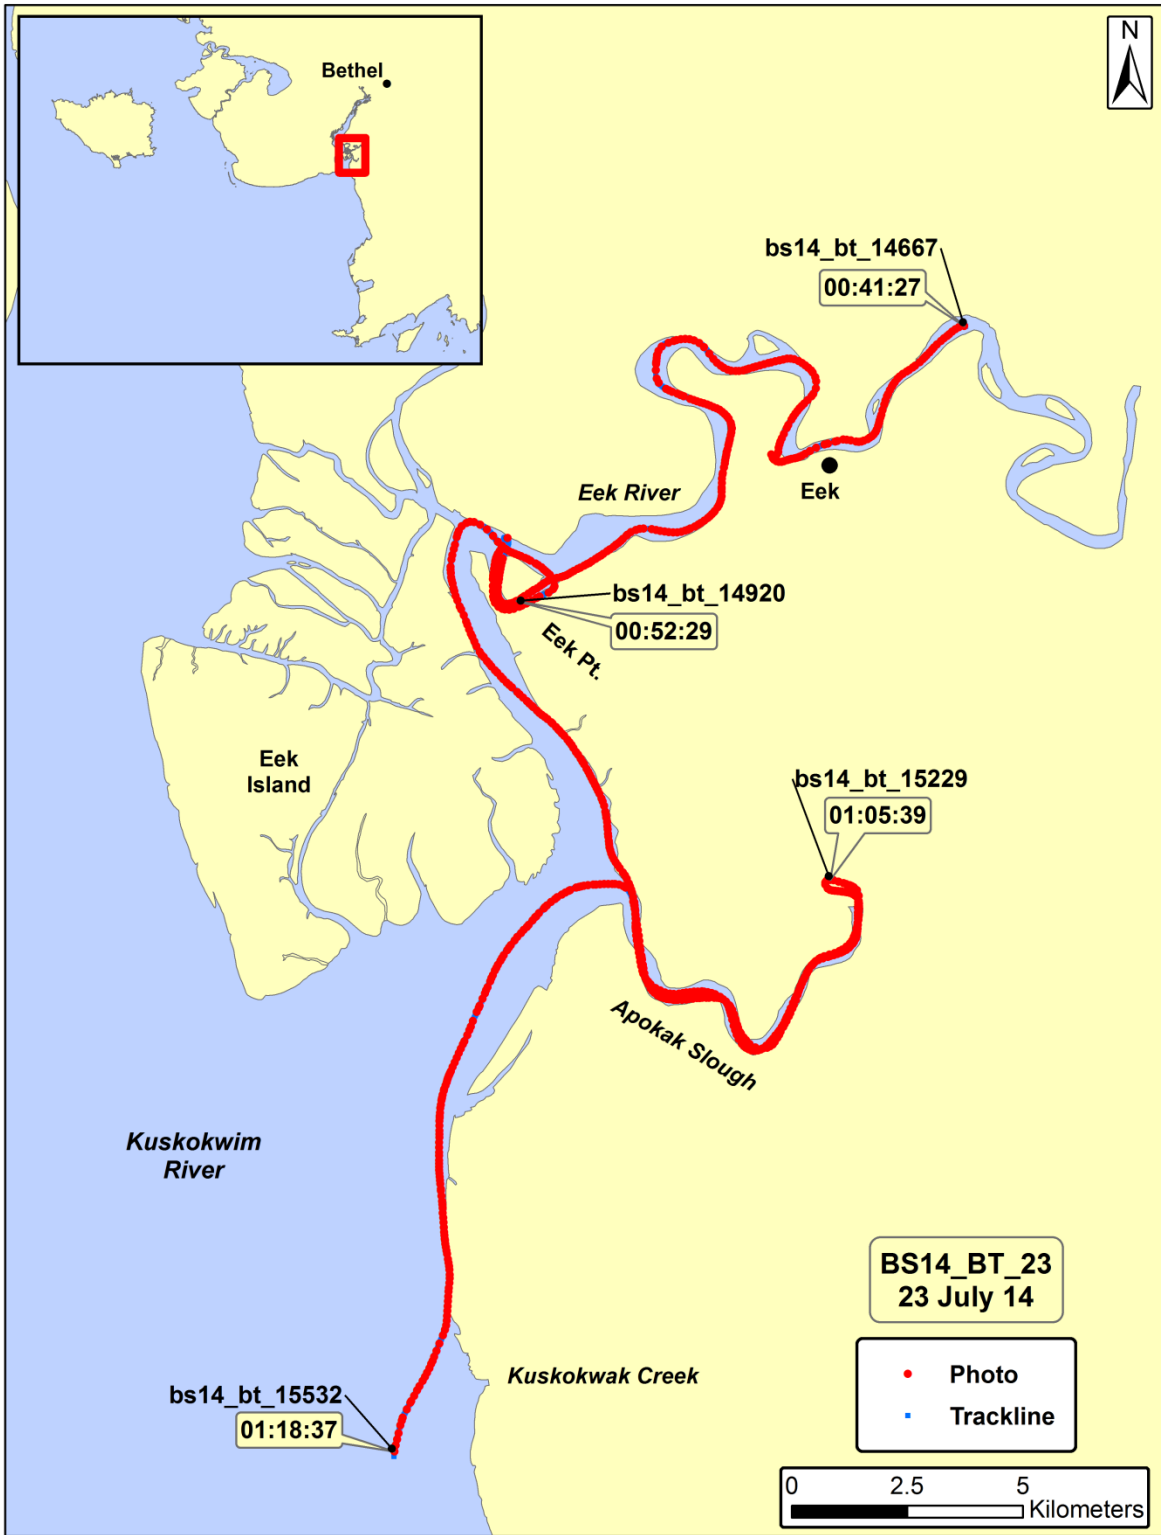 N
Bethel
bs14_bt_14667
00:41:27
Eek River
Eek
bs14_bt_14920
00:52:29
Eek Pt.
Eek
Island
bs14_bt_15229
01:05:39
Apokak Slough
Kuskokwim
River
BS14_BT_23
23 July 14
Kuskokwak Creek
bs14_bt_15532
01:18:37
Photo
Trackline
0 2.5 5
Kilometers